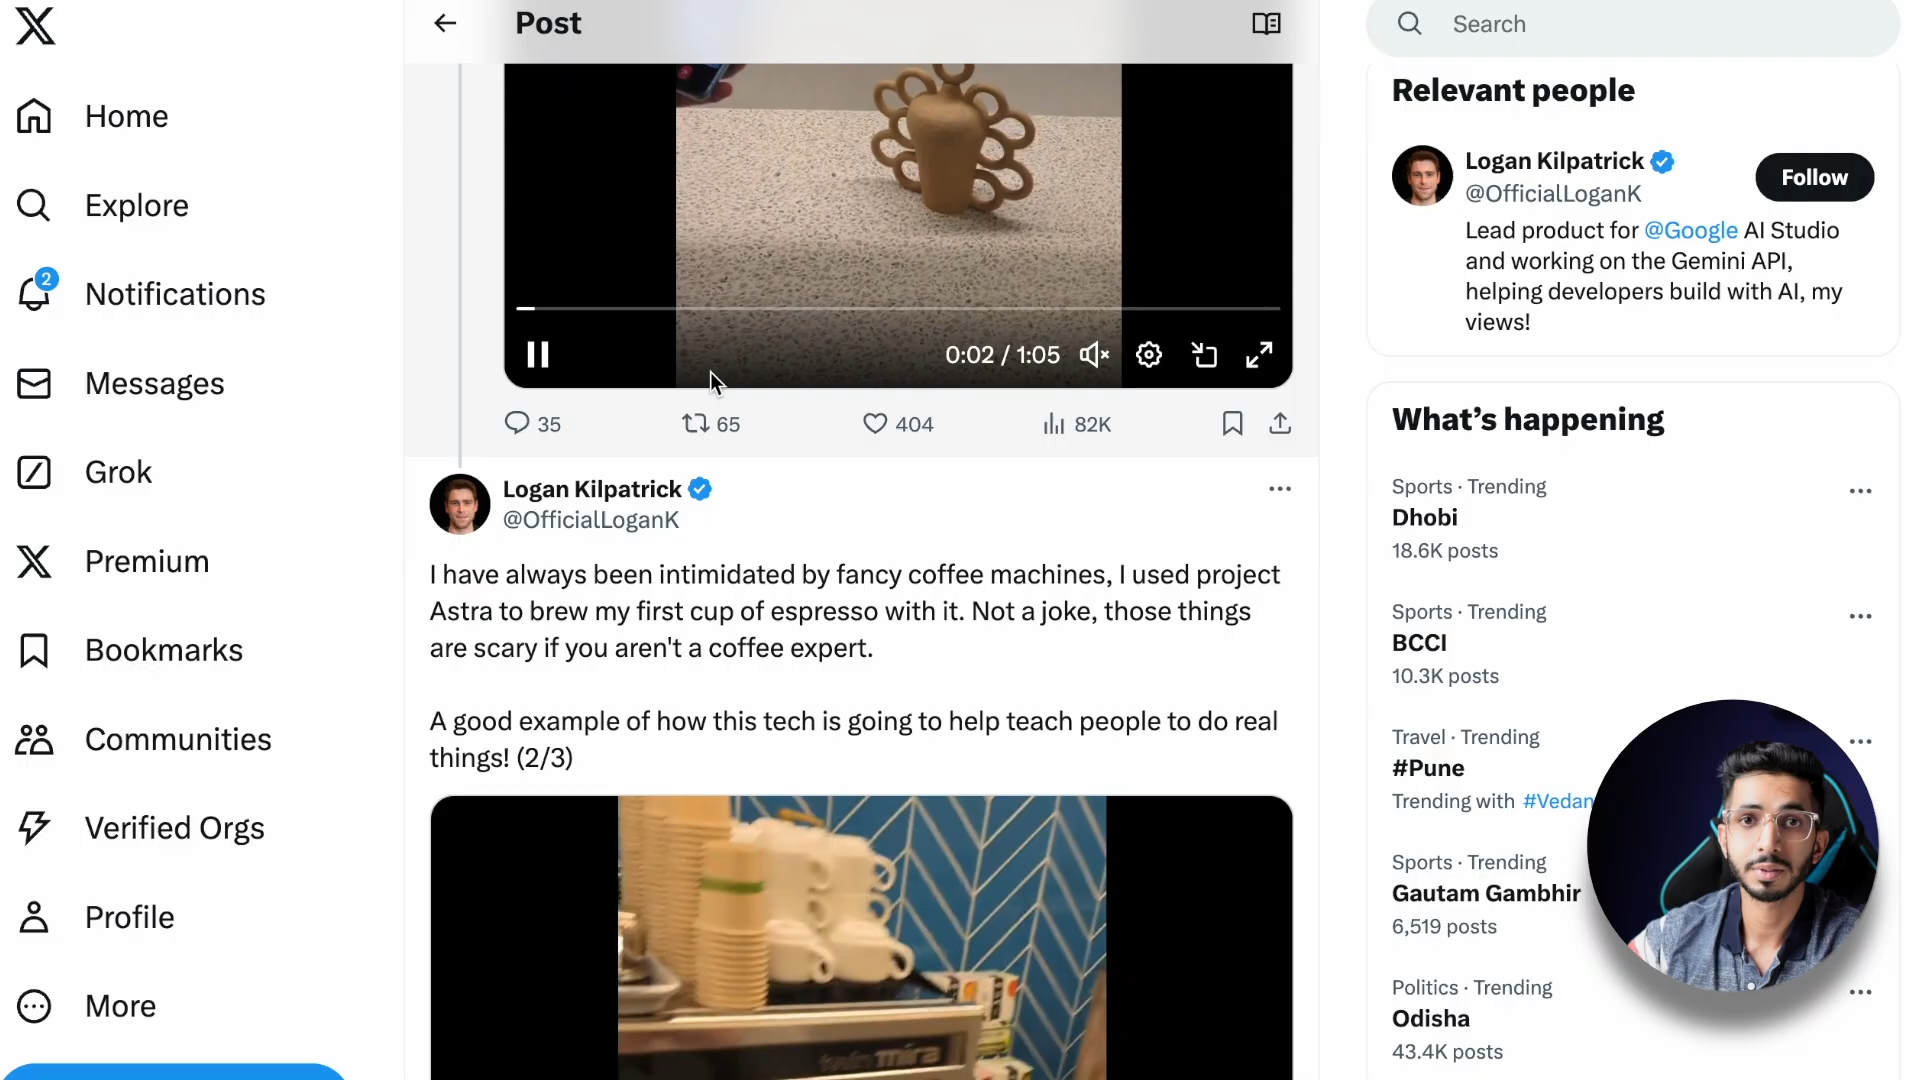 Home
Explore
2
Notifications
Messages
Grok
Premium
Bookmarks
Communities
Verified Orgs
Profile
More
Post
0:02 / 1:05
35
65
404
82K
Logan Kilpatrick
@OfficialLoganK
I have always been intimidated by fancy coffee machines, I used project
Astra to brew my first cup of espresso with it. Not a joke, those things
are scary if you aren't a coffee expert.
A good example of how this tech is going to help teach people to do real
things! (2/3)
mira
Search
Relevant people
Logan Kilpatrick
@OfficialLoganK
Follow
Lead product for @Google AI Studio
and working on the Gemini API,
helping developers build with AI, my
views!
What's happening
Sports · Trending
Dhobi
18.6K posts
Sports · Trending
BCCI
10.3K posts
Travel · Trending
#Pune
Trending with #Vedan
Sports · Trending
Gautam Gambhir
6,519 posts
Politics · Trending
Odisha
43.4K posts